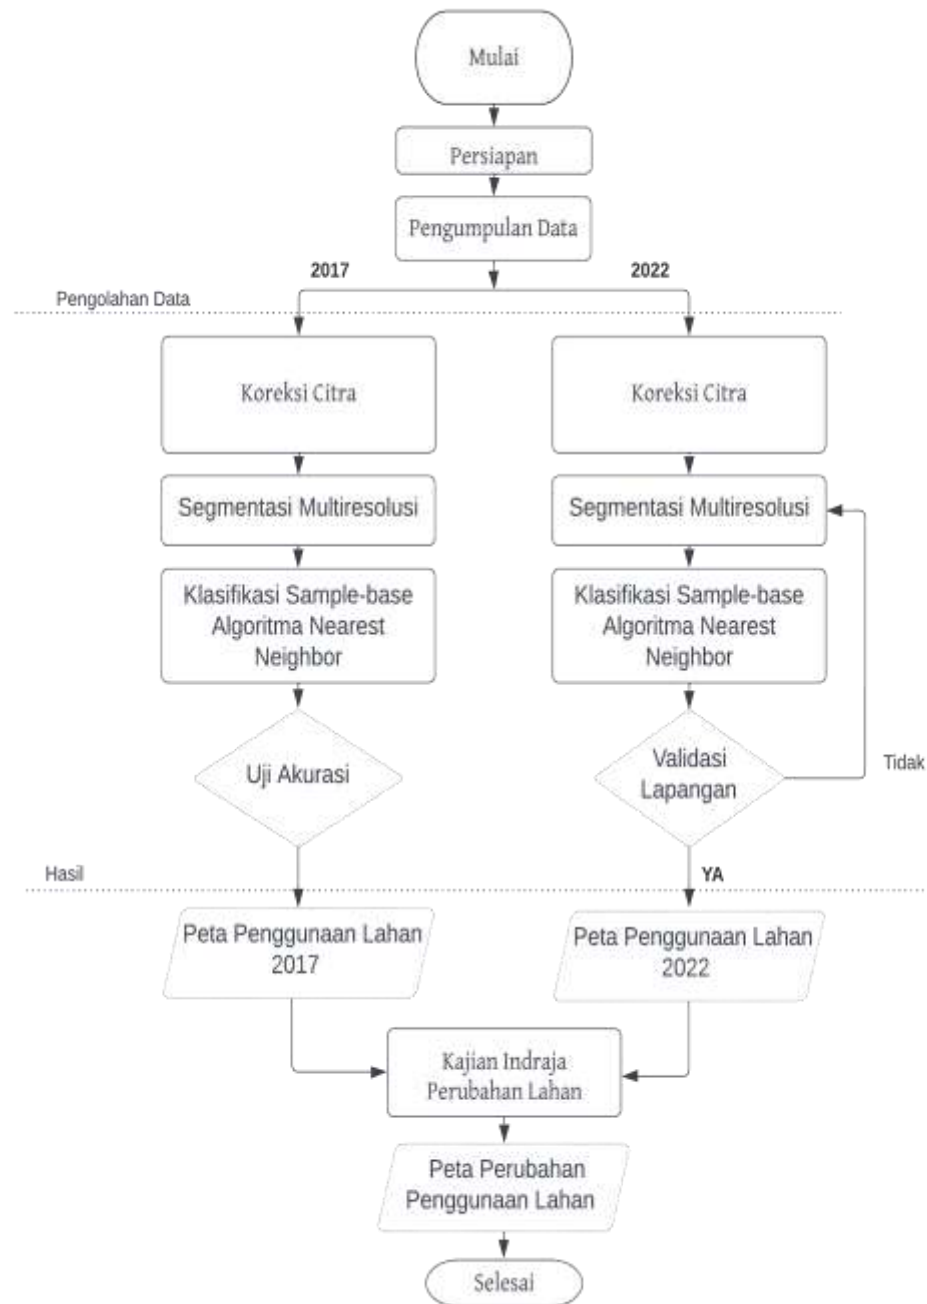 Mulai
Persiapan
Pengumpulan Data
2017
2022
Pengolahan Data
Koreksi Citra
Koreksi Citra
Segmentasi Multiresolusi
Segmentasi Multiresolusi
Klasifikasi Sample-base
Algoritma Nearest
Neighbor
Klasifikasi Sample-base
Algoritma Nearest
Neighbor
Uji Akurasi
Validasi
Lapangan
Tidak
Hasil
YA
Peta Penggunaan Lahan
2017
Peta Penggunaan Lahan
2022
Kajian Indraja
Perubahan Lahan
Peta Perubahan
Penggunaan Lahan
Selesai